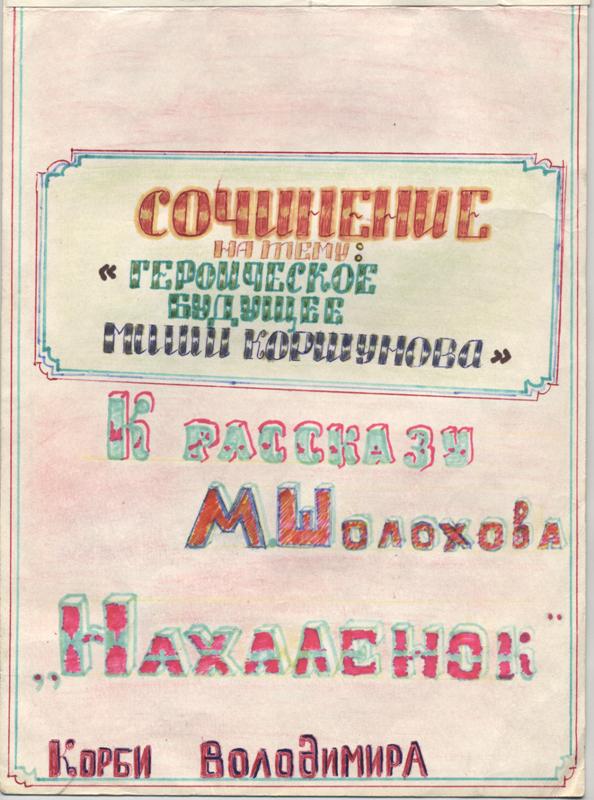 СОЧИНЕНИЕ
НА ТЕМУ:
"ГЕРОИЧЕСКОЕ
БУДУЩЕЕ
МИШИ КОРШУНОВА"
К РАССКАЗУ
М.ШОЛОХОВА
„НАХАЛЕНОК"
КОРБИ ВОЛОДИМИРА